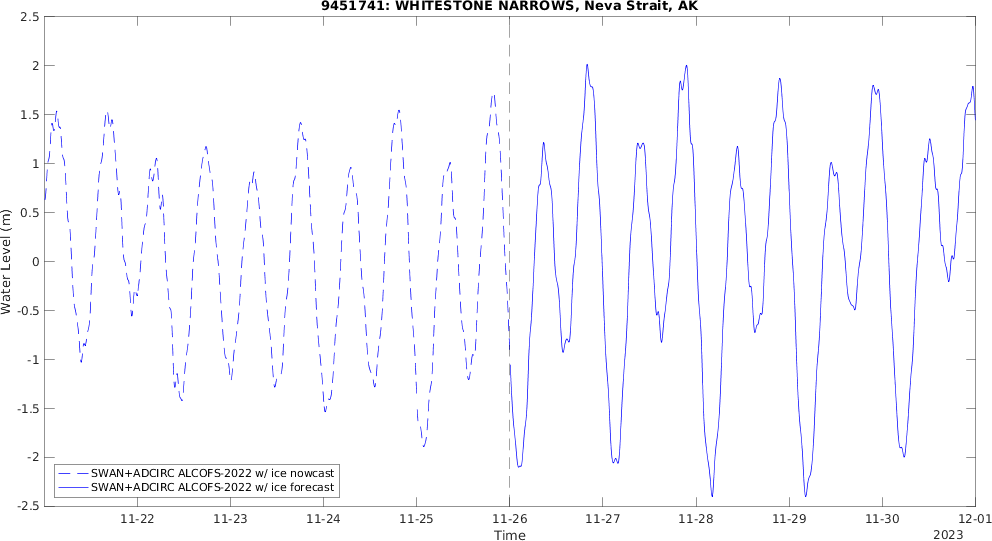 9451741: WHITESTONE NARROWS, Neva Strait, AK
2.5
2
1.5
1
0.5
0
-0.5
-1
-1.5
-2
-2.5
Water Level (m)
SWAN+ADCIRC ALCOFS-2022 w/ ice nowcast
SWAN+ADCIRC ALCOFS-2022 w/ ice forecast
11-22 11-23 11-24 11-25 11-26 11-27 11-28 11-29 11-30 12-01
Time
2023